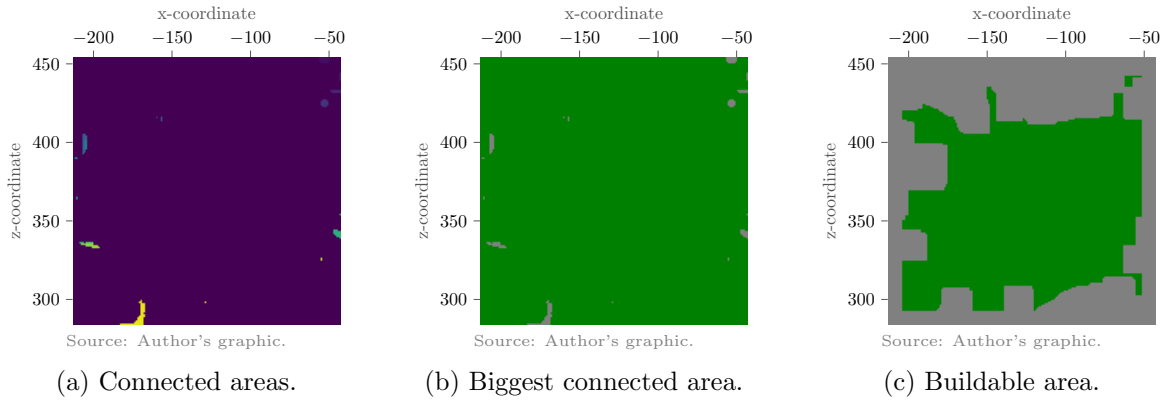 x-coordinate
−200 −150 −100 −50
450
400
350
300
z-coordinate
Source: Author's graphic.
(a) Connected areas.
x-coordinate
−200 −150 −100 −50
450
400
350
300
z-coordinate
Source: Author's graphic.
(b) Biggest connected area.
x-coordinate
−200 −150 −100 −50
450
400
350
300
z-coordinate
Source: Author's graphic.
(c) Buildable area.